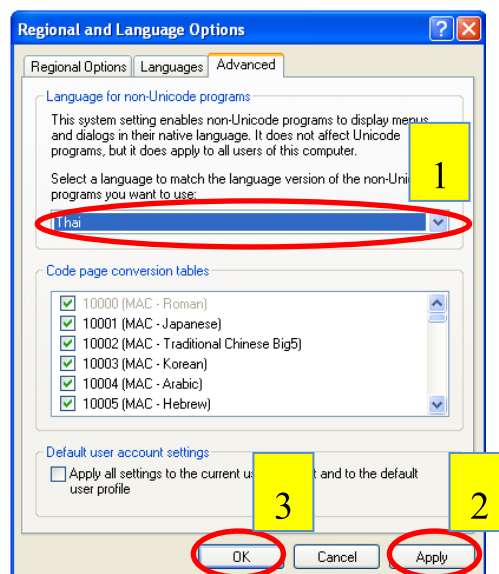 Regional and Language Options
Regional Options Languages Advanced
Language for non-Unicode programs
This system setting enables non-Unicode programs to display menus
and dialogs in their native language. It does not affect Unicode
programs, but it does apply to all users of this computer.
1
Select a language to match the language version of the
programs you want to use:
Thai
Code page conversion tables
10000 (MAC - Roman)
10001 (MAC - Japanese)
10002 (MAC - Traditional Chinese Big5)
10003 (MAC - Korean)
10004 (MAC - Arabic)
10005 (MAC - Hebrew)
Default user account settings
Apply all settings to the current and to the default
user profile
3
2
OK Cancel Apply